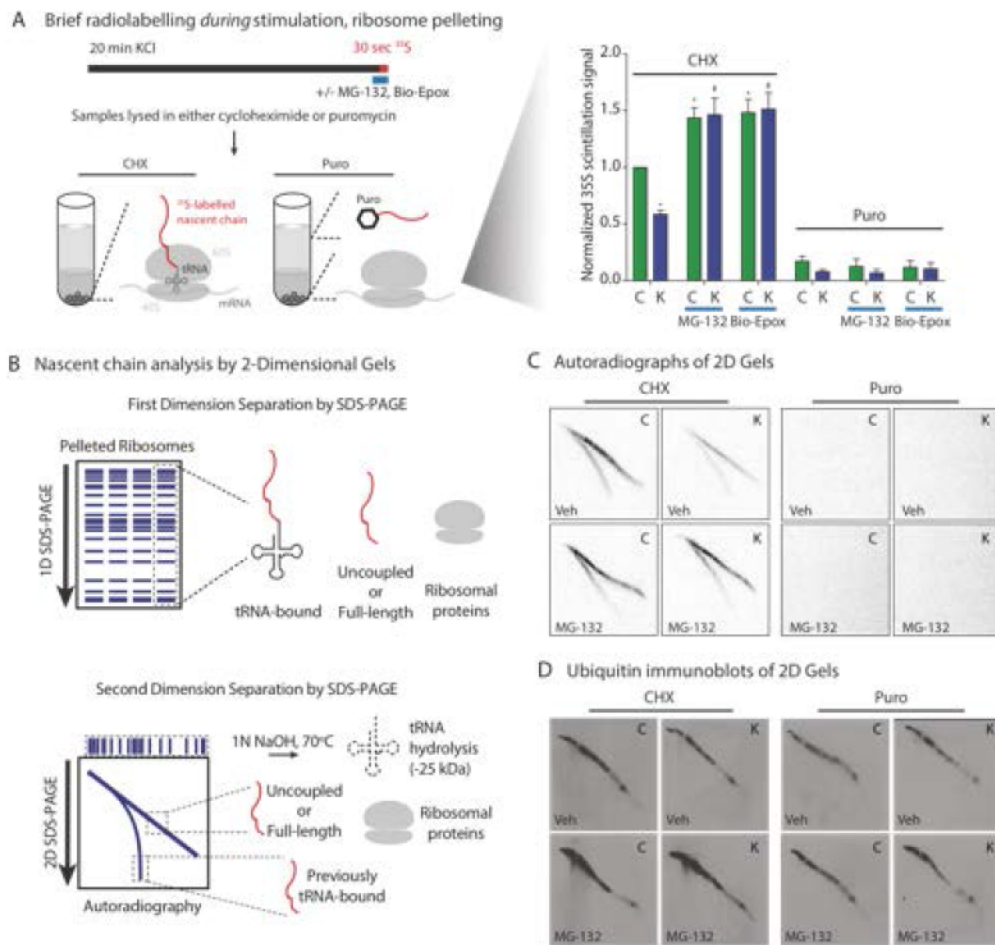 A Brief radiolabelling during stimulation, ribosome pelleting
20 min KCl
30 sec ³⁵S
+/- MG-132, Bio-Epox
Samples lysed in either cycloheximide or puromycin
CHX
Puro
³⁵S-labelled
nascent chain
60S
tRNA
mRNA
40S
Puro
Normalized 35S scintillation signal
2.0
1.5
1.0
0.5
0.0
CHX
Puro
C K C K C K C K C K C K
MG-132 Bio-Epox MG-132 Bio-Epox
B Nascent chain analysis by 2-Dimensional Gels
First Dimension Separation by SDS-PAGE
Pelleted Ribosomes
1D SDS-PAGE
tRNA-bound
Uncoupled
or
Full-length
Ribosomal
proteins
Second Dimension Separation by SDS-PAGE
1N NaOH, 70°C
tRNA
hydrolysis
(-25 kDa)
2D SDS-PAGE
Uncoupled
or
Full-length
Ribosomal
proteins
Previously
tRNA-bound
Autoradiography
C Autoradiographs of 2D Gels
CHX Puro
C K C K
Veh Veh Veh Veh
C K C K
MG-132 MG-132 MG-132 MG-132
D Ubiquitin immunoblots of 2D Gels
CHX Puro
C K C K
Veh Veh Veh Veh
C K C K
MG-132 MG-132 MG-132 MG-132